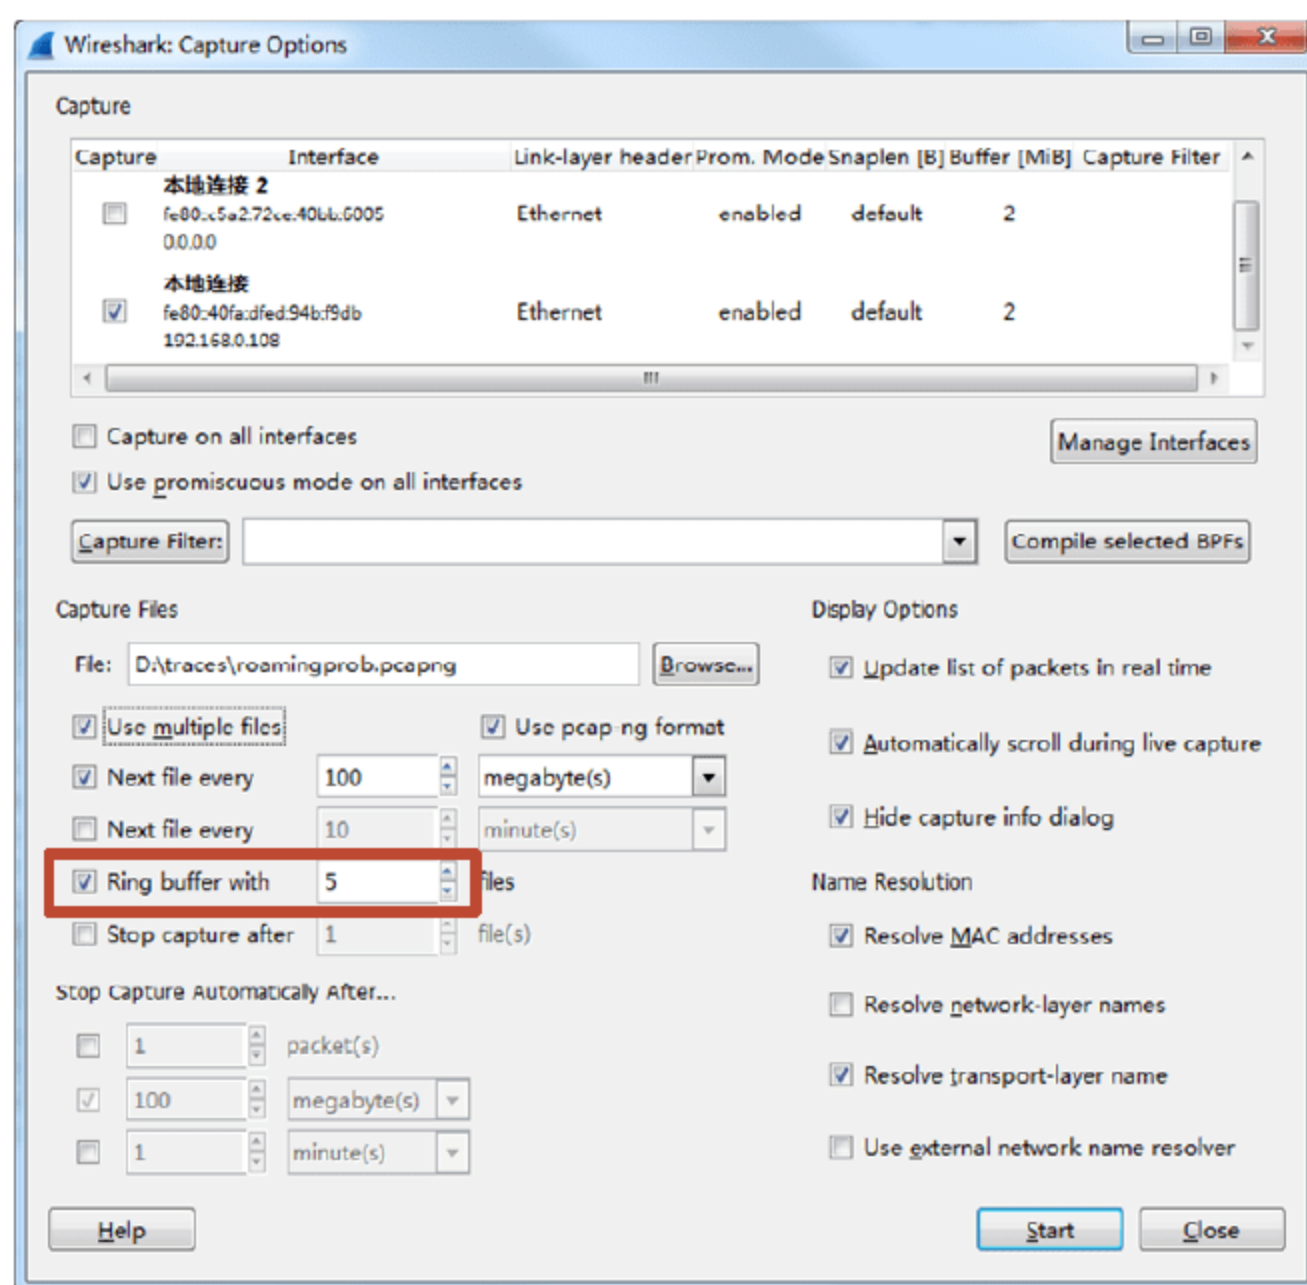 Wireshark: Capture Options
Capture
Capture Interface Link-layer header Prom. Mode Snaplen [B] Buffer [MiB] Capture Filter
本地连接 2
fe80::c5a2:72ce:40bb:6005 Ethernet enabled default 2
0.0.0.0
本地连接
fe80::40fa:dfed:94b:f9db Ethernet enabled default 2
192.168.0.108
Capture on all interfaces
Manage Interfaces
Use promiscuous mode on all interfaces
Capture Filter: Compile selected BPFs
Capture Files
File: D:\traces\roamingprob.pcapng Browse...
Use multiple files Use pcap-ng format
Next file every 100 megabyte(s)
Next file every 10 minute(s)
Ring buffer with 5 files
Stop capture after 1 file(s)
Stop Capture Automatically After...
1 packet(s)
100 megabyte(s)
1 minute(s)
Display Options
Update list of packets in real time
Automatically scroll during live capture
Hide capture info dialog
Name Resolution
Resolve MAC addresses
Resolve network-layer names
Resolve transport-layer name
Use external network name resolver
Help Start Close